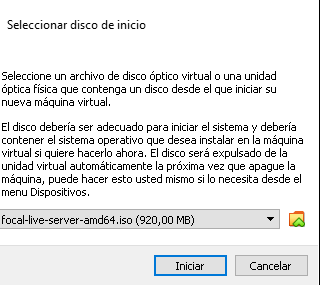 Seleccionar disco de inicio
Seleccione un archivo de disco óptico virtual o una unidad
óptica física que contenga un disco desde el que iniciar su
nueva máquina virtual.
El disco debería ser adecuado para iniciar el sistema y debería
contener el sistema operativo que desea instalar en la máquina
virtual si quiere hacerlo ahora. El disco será expulsado de la
unidad virtual automáticamente la próxima vez que apague la
máquina, puede hacer esto usted mismo si lo necesita desde el
menu Dispositivos.
focal-live-server-amd64.iso (920,00 MB)
Iniciar
Cancelar